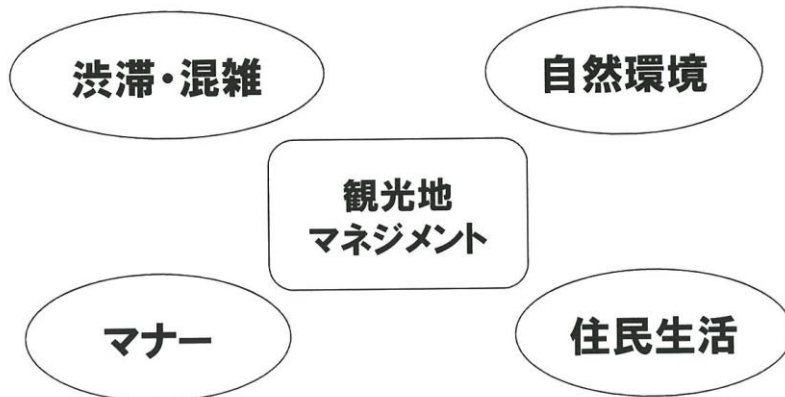 渋滞・混雑
自然環境
観光地
マネジメント
マナー
住民生活